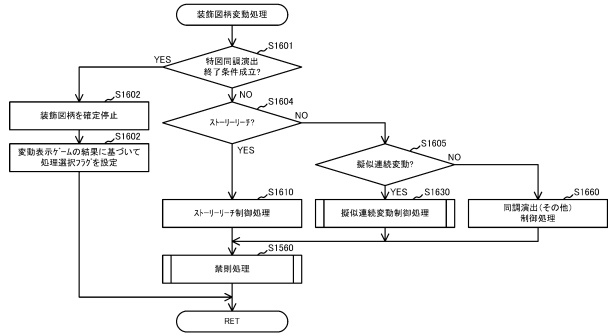 装飾図柄変動処理
S1601
特図同調演出
終了条件成立?
YES
NO
S1602
装飾図柄を確定停止
S1602
変動表示ゲームの結果に基づいて
処理選択フラグを設定
S1604
ストーリーリーチ?
NO
YES
S1605
擬似連続変動?
NO
YES
S1610
ストーリーリーチ制御処理
S1630
擬似連続変動制御処理
S1660
同調演出(その他)
制御処理
S1560
禁則処理
RET